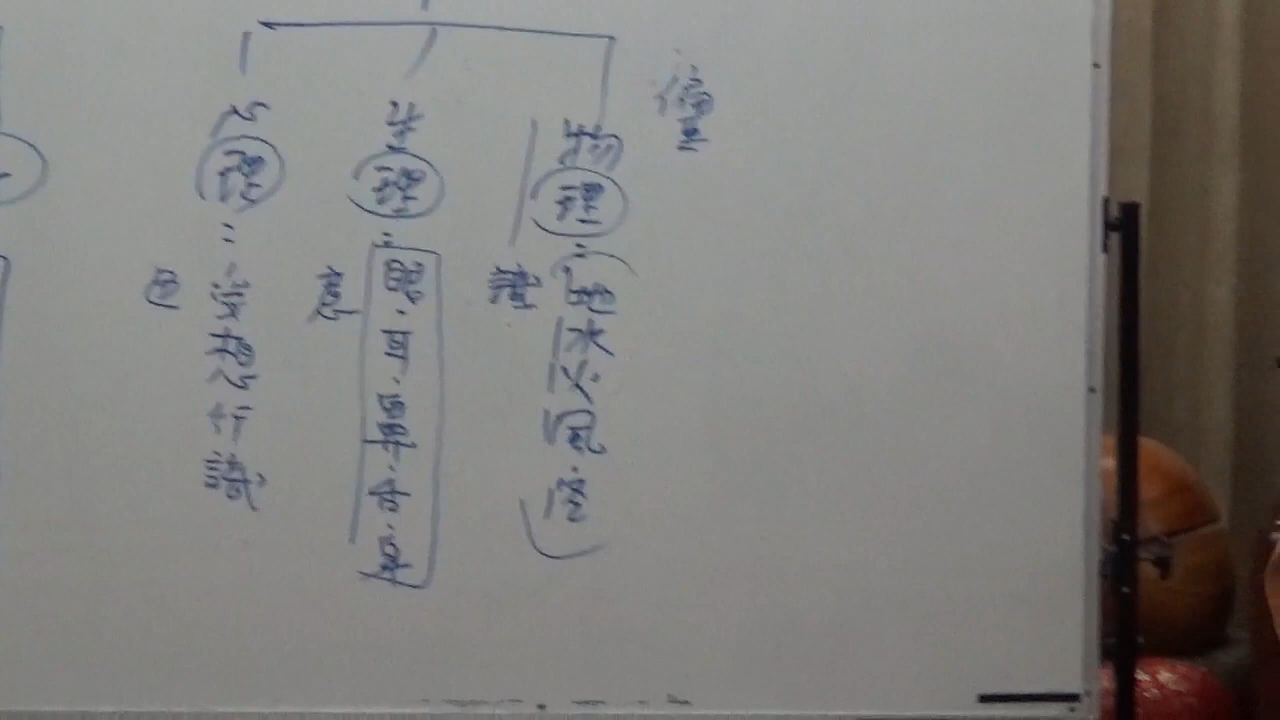 物理：（地水火風.空）
生理：眼.耳.鼻.舌.身
心理：受想行識
四